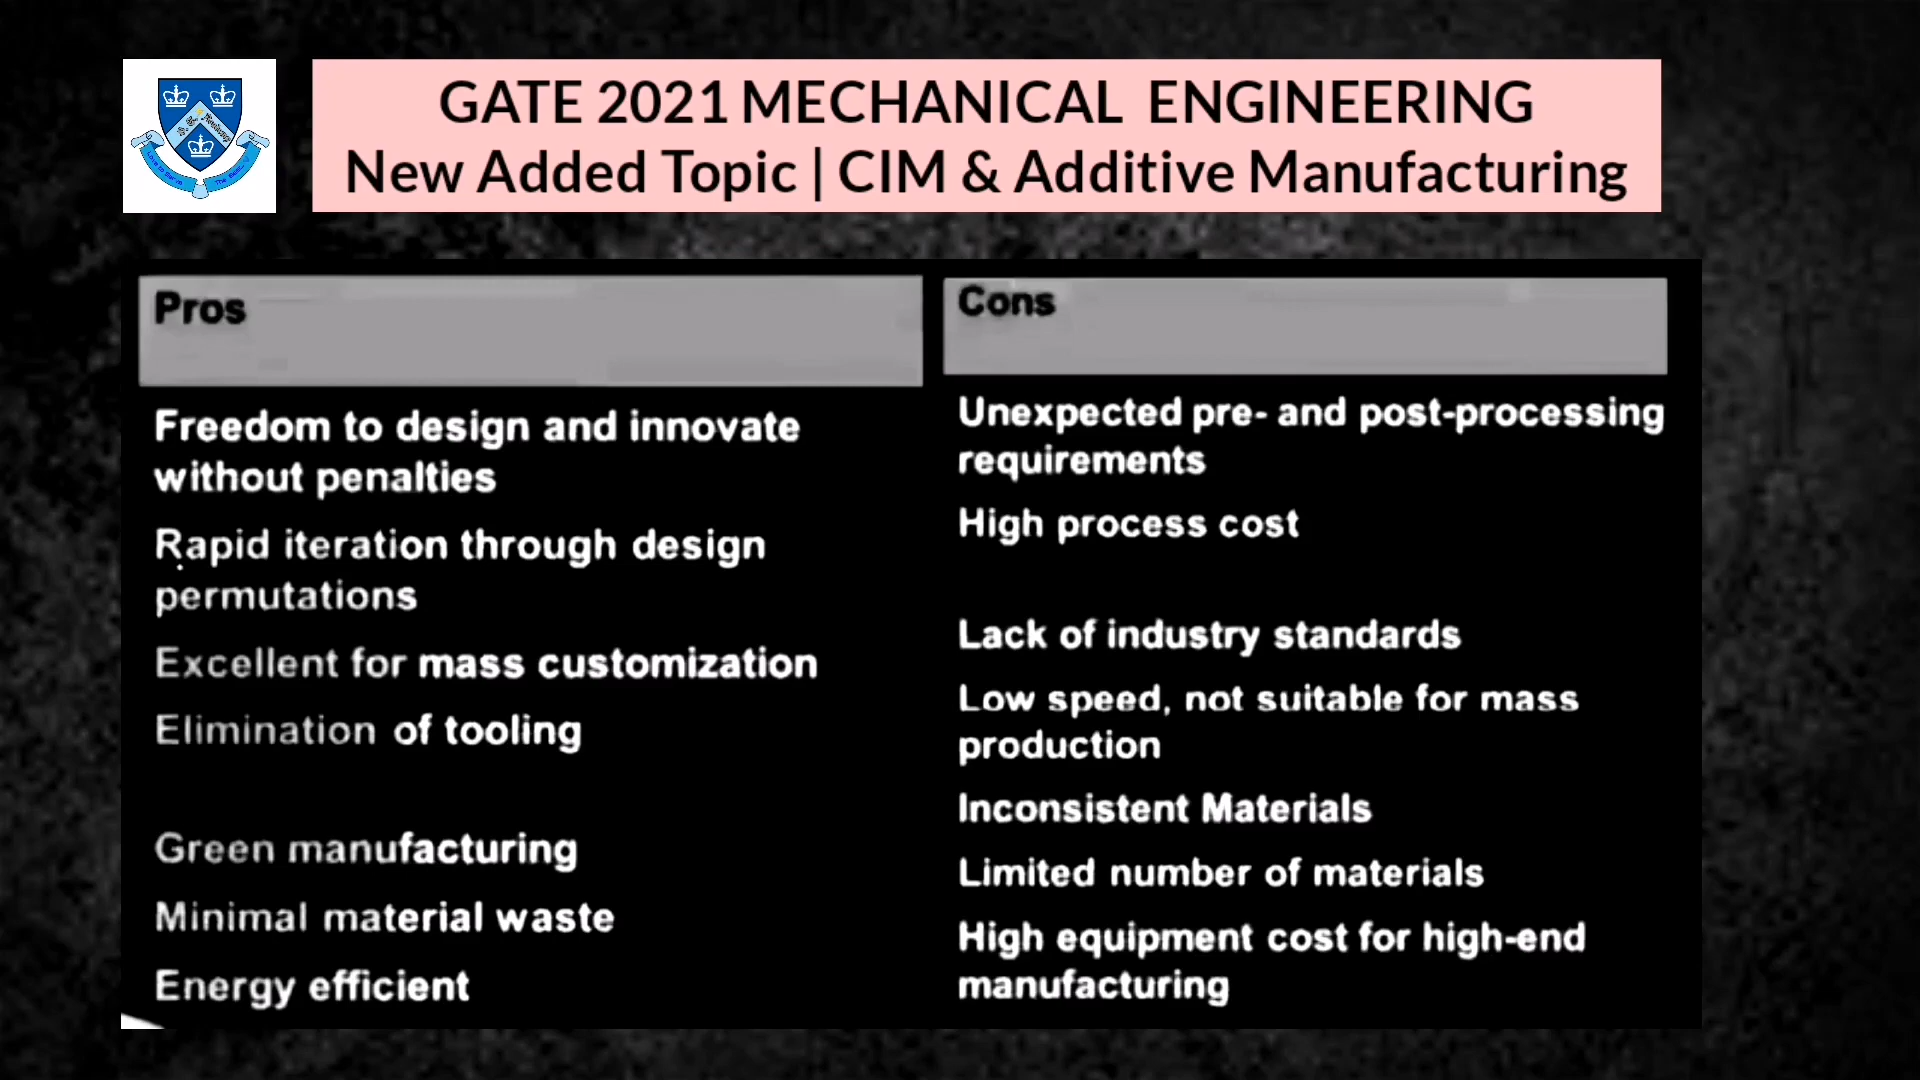 GATE 2021 MECHANICAL ENGINEERING
New Added Topic | CIM & Additive Manufacturing
Pros
Freedom to design and innovate
without penalties
Rapid iteration through design
permutations
Excellent for mass customization
Elimination of tooling
Green manufacturing
Minimal material waste
Energy efficient
Cons
Unexpected pre- and post-processing
requirements
High process cost
Lack of industry standards
Low speed, not suitable for mass
production
Inconsistent Materials
Limited number of materials
High equipment cost for high-end
manufacturing